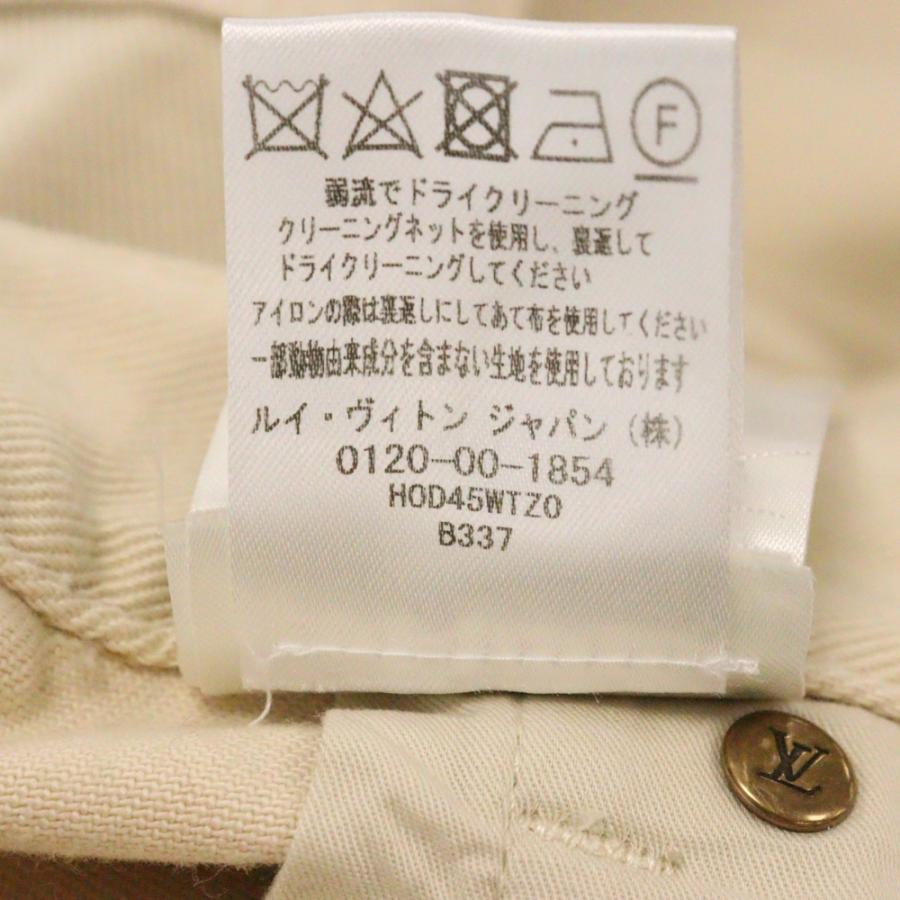 F
弱流でドライクリーニング
クリーニングネットを使用し、裏返して
ドライクリーニングしてください
アイロンの際は裏返しにしてあて布を使用してください
一部動物由来成分を含まない生地を使用しております
ルイ・ヴィトン ジャパン (株)
0120-00-1854
HOD45WTZO
B337
LV